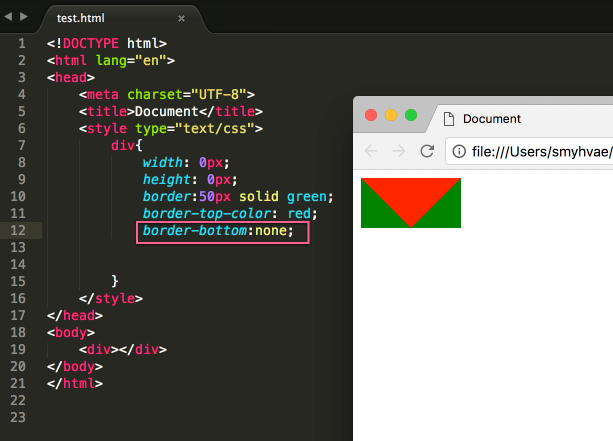 test.html ×
1 <!DOCTYPE html>
2 <html lang="en">
3 <head>
4 <meta charset="UTF-8">
5 <title>Document</title>
6 <style type="text/css">
7 div{
8 width: 0px;
9 height: 0px;
10 border:50px solid green;
11 border-top-color: red;
12 border-bottom:none;
13
14
15 }
16 </style>
17 </head>
18 <body>
19 <div></div>
20 </body>
21 </html>
22
23
Document
file:///Users/smyhvae/